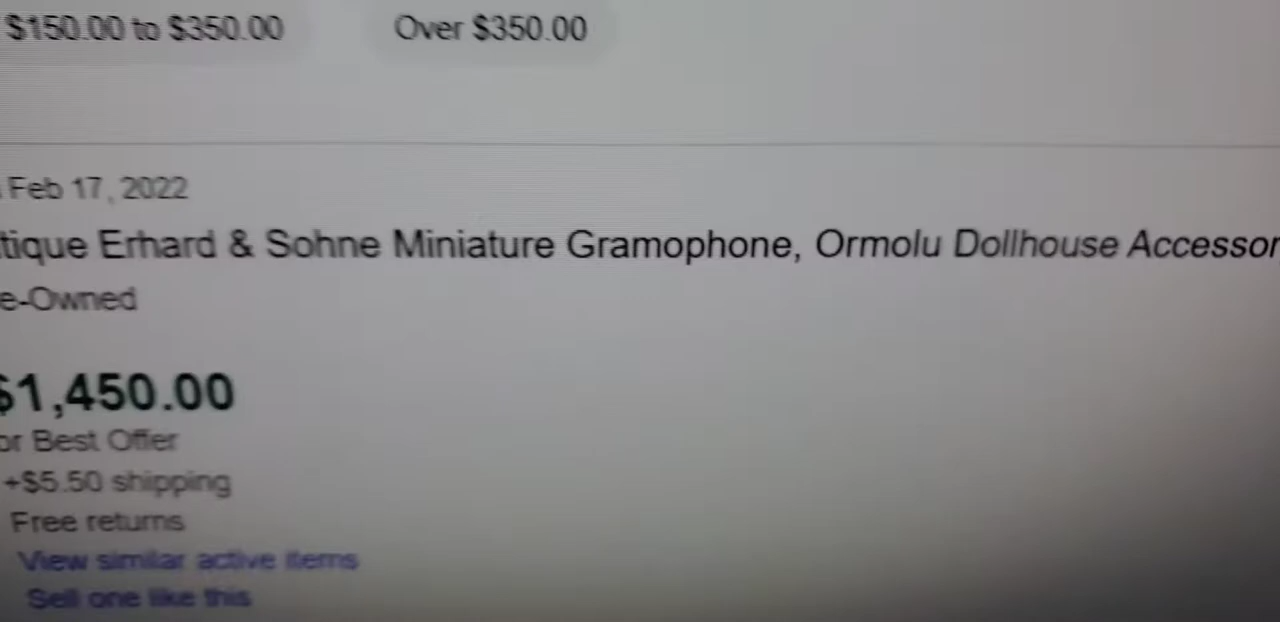 $150.00 to $350.00 Over $350.00
Feb 17, 2022
tique Erhard & Sohne Miniature Gramophone, Ormolu Dollhouse Accessor
e-Owned
$1,450.00
or Best Offer
+$5.50 shipping
Free returns
View similar active items
Sell one like this